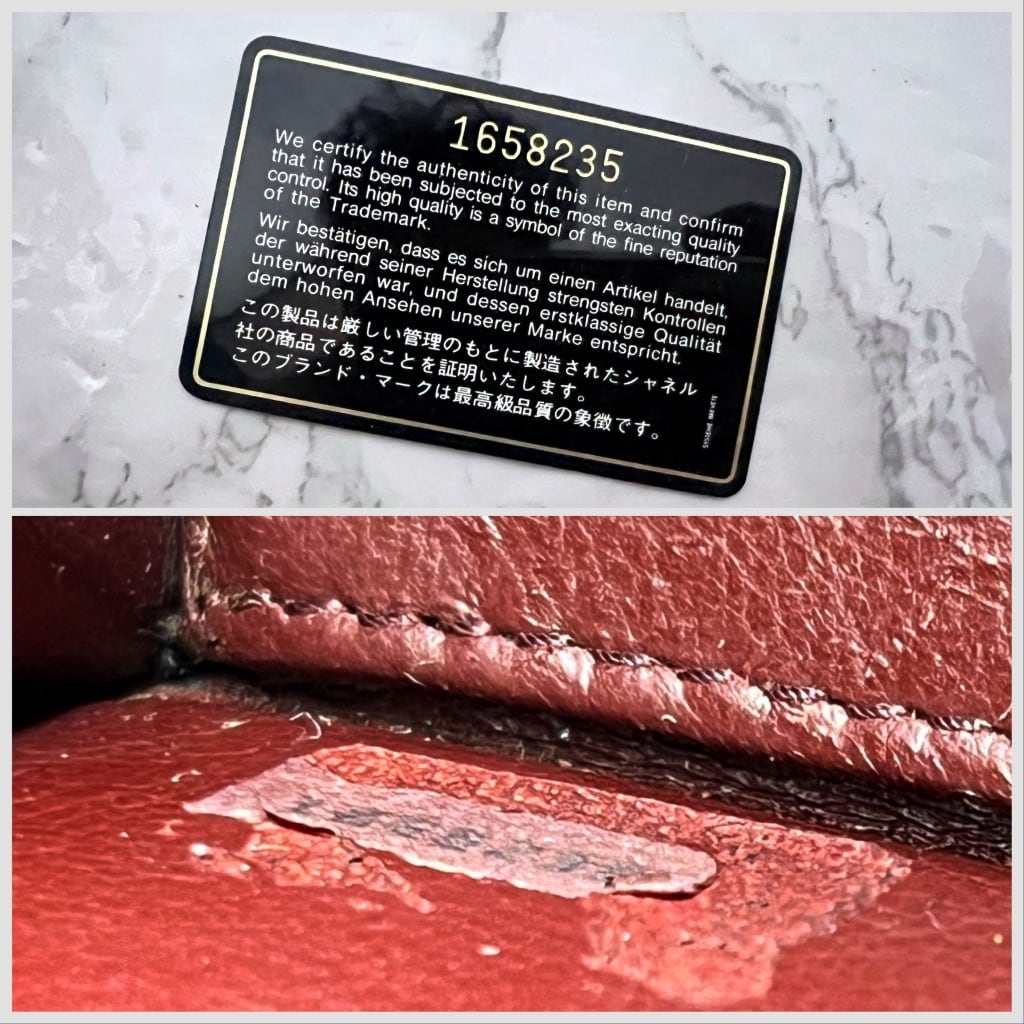 1658235
We certify the authenticity of this item and confirm
that it has been subjected to the most exacting quality
control. Its high quality is a symbol of the fine reputation
of the Trademark.
Wir bestätigen, dass es sich um einen Artikel handelt,
der während seiner Herstellung strengsten Kontrollen
unterworfen war, und dessen erstklassige Qualität
dem hohen Ansehen unserer Marke entspricht.
この製品は厳しい管理のもとに製造されたシャネル
社の商品であることを証明いたします。
このブランド・マークは最高級品質の象徴です。
SYSTEME